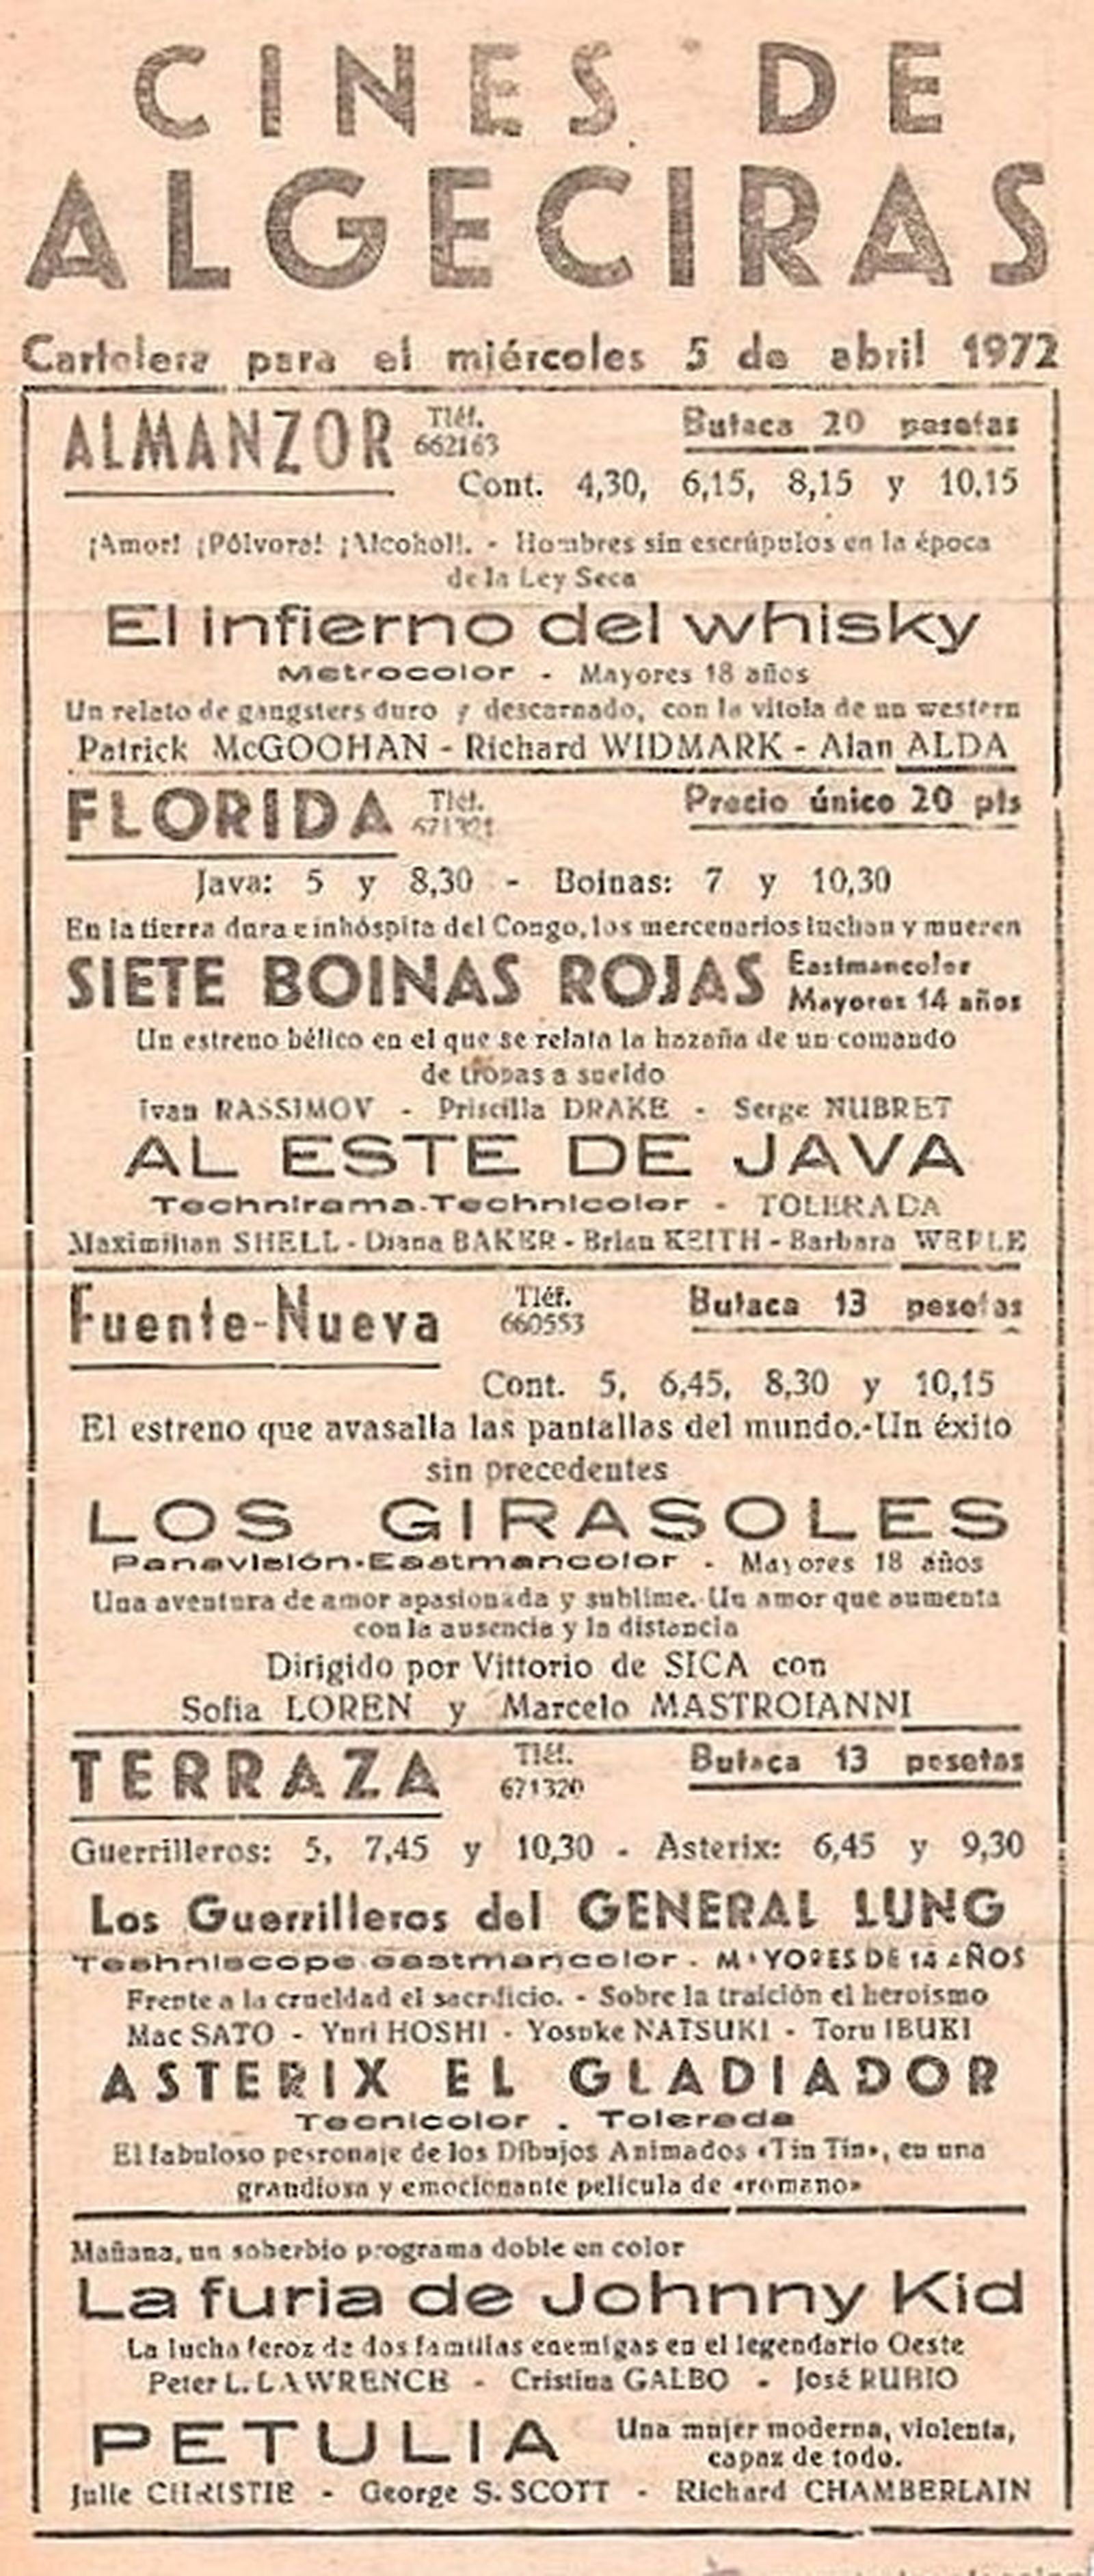 CINES DE
ALGECIRAS
Cartelera para el miércoles 5 de abril 1972
ALMANZOR Tléf. 662163 Butaca 20 pesetas
Cont. 4,30, 6,15, 8,15 y 10,15
¡Amor! ¡Pólvora! ¡Alcohol!. - Hombres sin escrúpulos en la época
de la Ley Seca
El infierno del whisky
Metrocolor - Mayores 18 años
Un relato de gangsters duro y descarnado, con la vitola de un western
Patrick McGOOHAN - Richard WIDMARK - Alan ALDA
FLORIDA Tléf. 671321 Precio único 20 pts
Java: 5 y 8,30 - Boinas: 7 y 10,30
En la tierra dura e inhóspita del Congo, los mercenarios luchan y mueren
SIETE BOINAS ROJAS Eastmancolor
Mayores 14 años
Un estreno bélico en el que se relata la hazaña de un comando
de tropas a sueldo
Ivan RASSIMOV - Priscilla DRAKE - Serge NUBRET
AL ESTE DE JAVA
Technirama-Technicolor - TOLERADA
Maximilian SHELL - Diana BAKER - Brian KEITH - Barbara WERLE
Fuente-Nueva Tléf. 660553 Butaca 13 pesetas
Cont. 5, 6,45, 8,30 y 10,15
El estreno que avasalla las pantallas del mundo.-Un éxito
sin precedentes
LOS GIRASOLES
Panavisión-Eastmancolor - Mayores 18 años
Una aventura de amor apasionada y sublime.-Un amor que aumenta
con la ausencia y la distancia
Dirigido por Vittorio de SICA con
Sofia LOREN y Marcelo MASTROIANNI
TERRAZA Tléf. 671320 Butaca 13 pesetas
Guerrilleros: 5, 7,45 y 10,30 - Asterix: 6,45 y 9,30
Los Guerrilleros del GENERAL LUNG
Teshniscope eastmancolor - MAYORES DE 14 AÑOS
Frente a la crueldad el sacrificio. - Sobre la traición el heroísmo
Mac SATO - Yuri HOSHI - Yosuke NATSUKI - Toru IBUKI
ASTERIX EL GLADIADOR
Tecnicolor . Tolerada
El fabuloso pesronaje de los Dibujos Animados «Tin Tin», en una
grandiosa y emocionante película de «romano»
Mañana, un soberbio programa doble en color
La furia de Johnny Kid
La lucha feroz de dos familias enemigas en el legendario Oeste
Peter L. LAWRENCE - Cristina GALBO - José RUBIO
PETULIA Una mujer moderna, violenta,
capaz de todo.
Julie CHRISTIE - George S. SCOTT - Richard CHAMBERLAIN